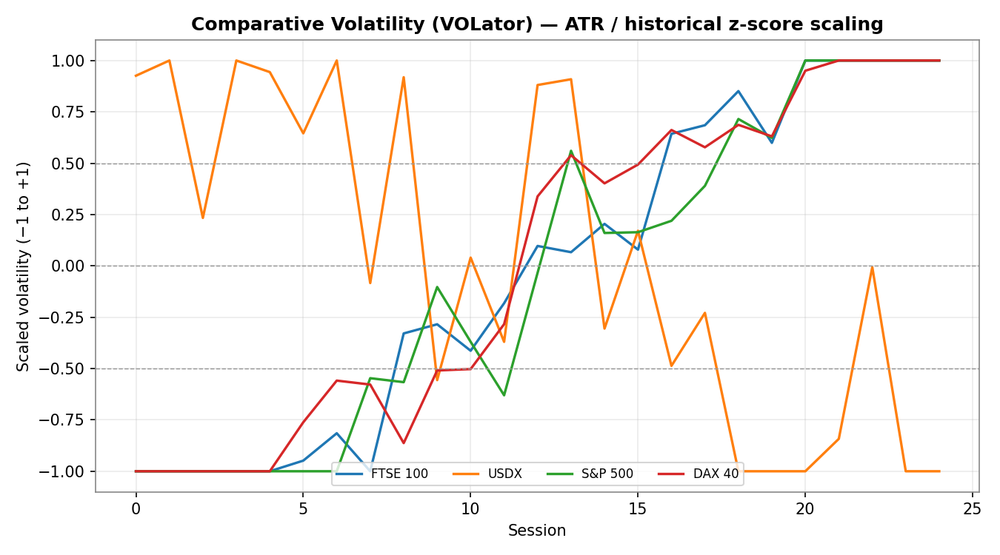 Comparative Volatility (VOLator) — ATR / historical z-score scaling
Scaled volatility (−1 to +1)
1.00
0.75
0.50
0.25
0.00
−0.25
−0.50
−0.75
−1.00
FTSE 100 USDX S&P 500 DAX 40
0 5 10 15 20 25
Session